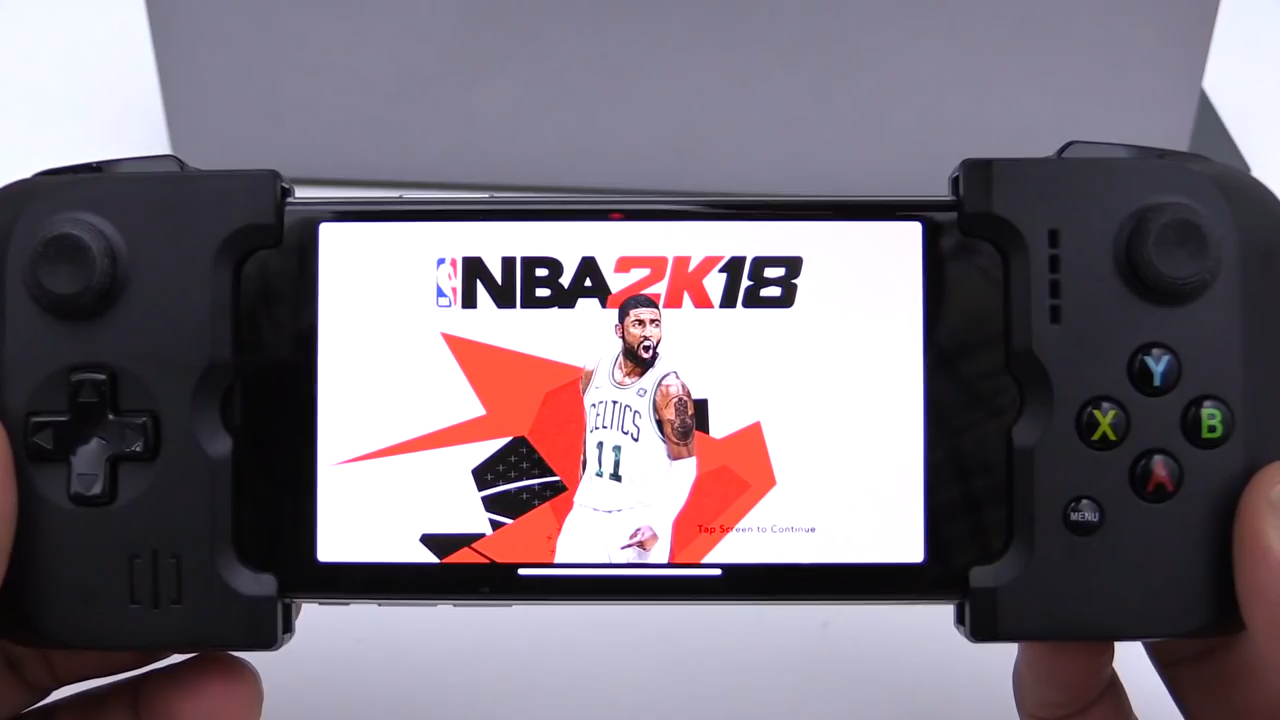 NBA2K18
CELTICS
11
Tap Screen to Continue
Y
X
B
A
MENU